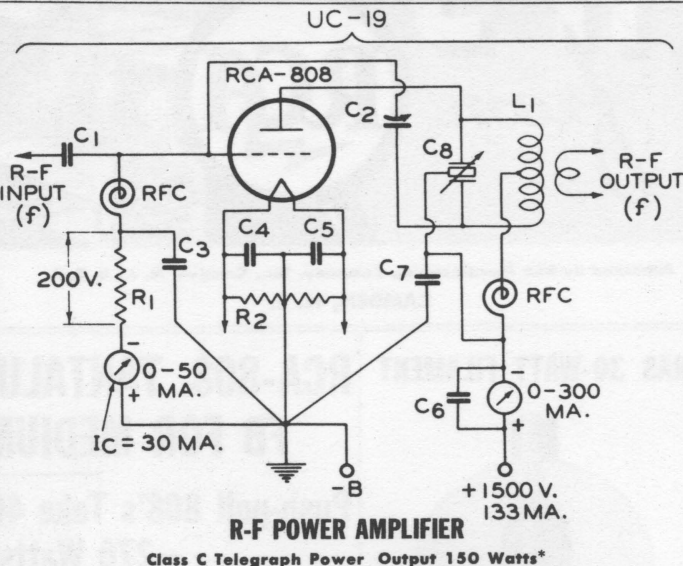 UC-19
RCA-808
C1
C2
L1
C8
R-F
INPUT
(f)
RFC
R-F
OUTPUT
(f)
C3
C4
C5
C7
200 V.
R1
R2
RFC
-
0-50
MA.
+
C6
0-300
MA.
+
IC = 30 MA.
-B
+1500 V.
133 MA.
R-F POWER AMPLIFIER
Class C Telegraph Power Output 150 Watts*